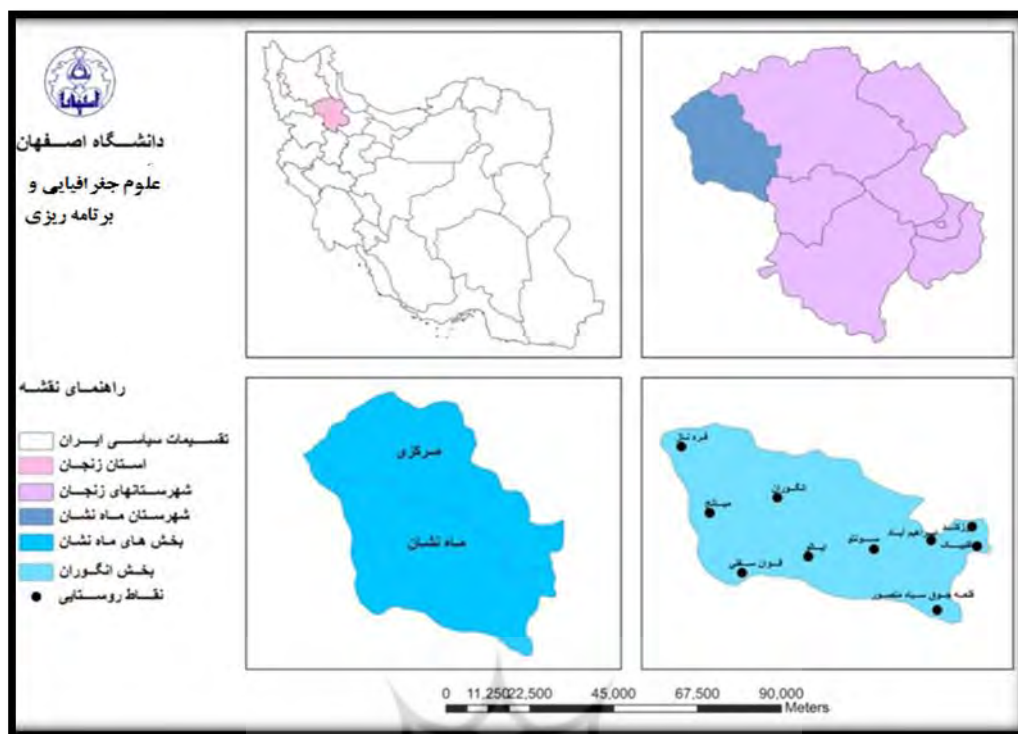 دانشگاه اصفهان
علوم جغرافیایی و
برنامه ریزی
راهنمای نقشه
تقسیمات سیاسی ایران
استان زنجان
شهرستانهای زنجان
شهرستان ماه نشان
بخش های ماه نشان
بخش انگوران
نقاط روستایی
مرکزی
ماه نشان
انگوران
میانج
ابراهیم آباد
سونتو
قلعه جوق سیاه منصور
0 11,250 22,500 45,000 67,500 90,000
Meters